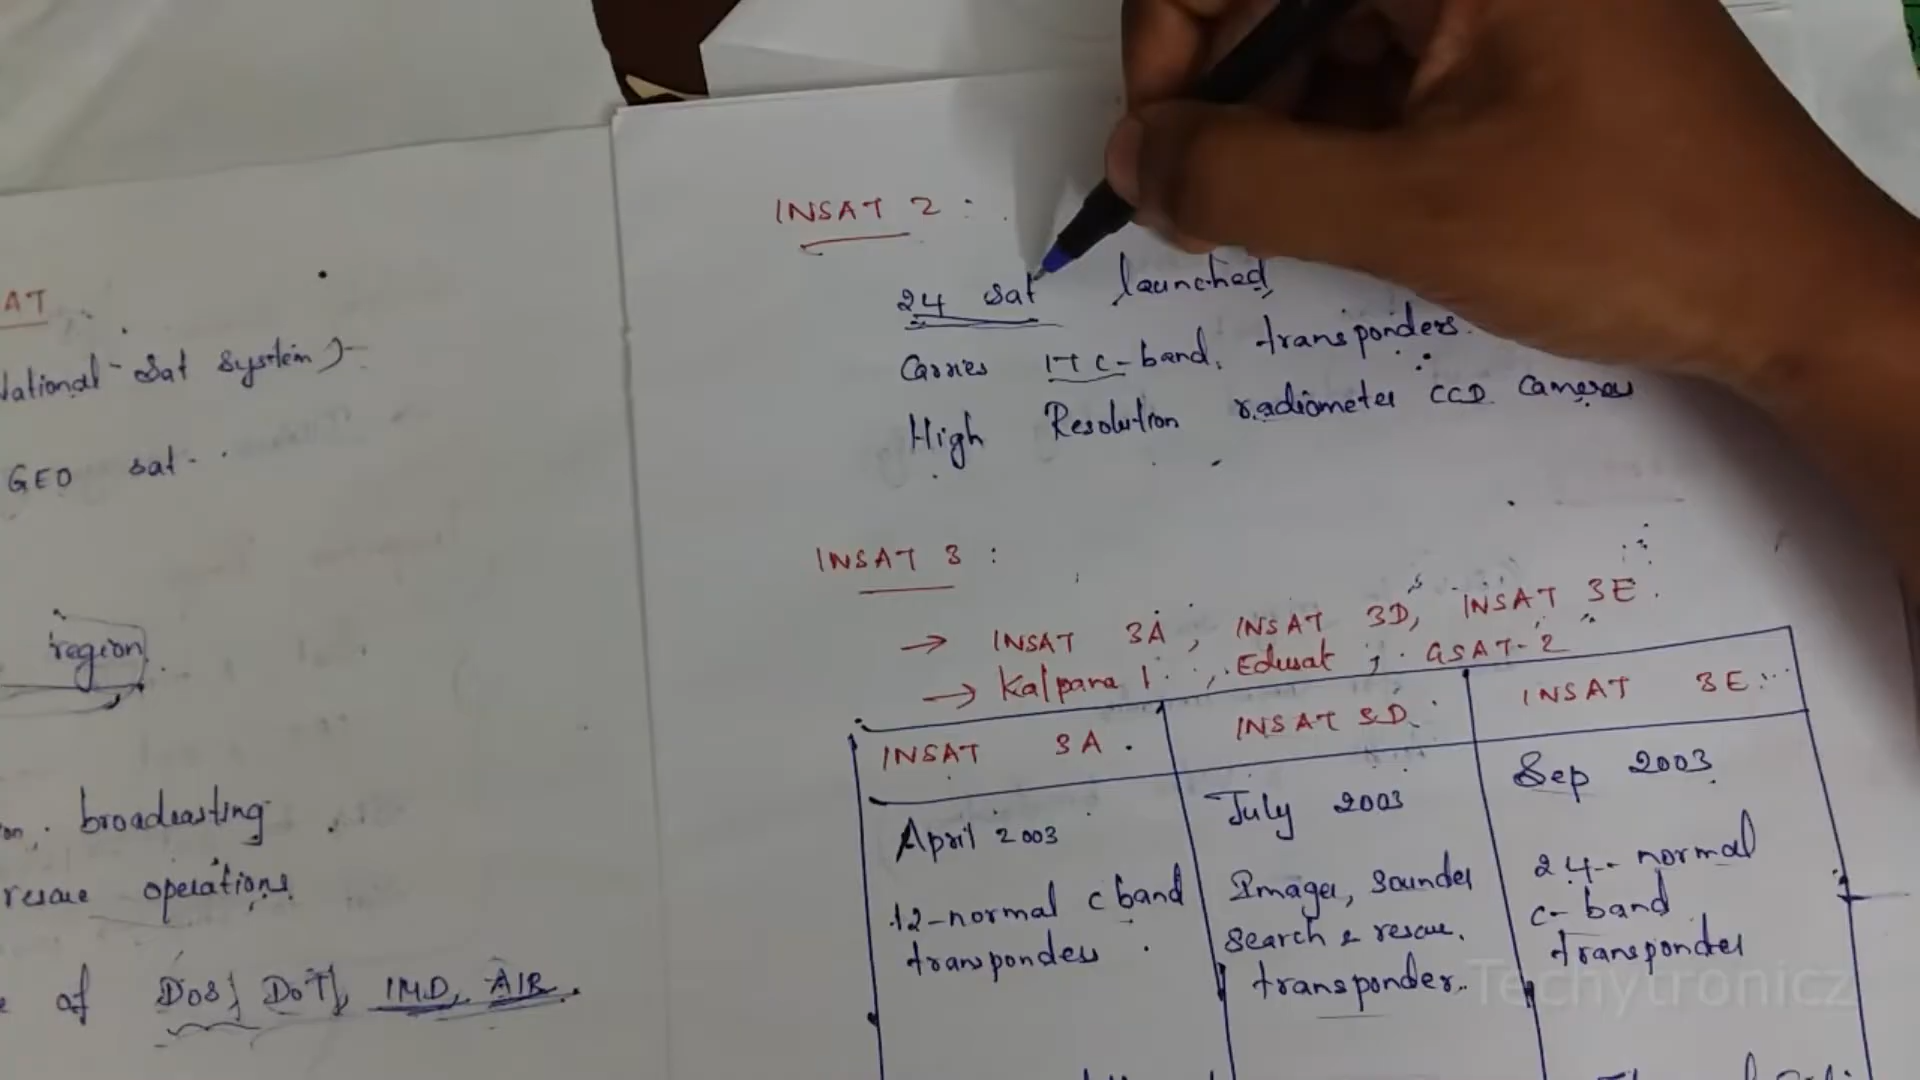 AT
National Sat System)-
GEO sat.
region
broadcasting
rescue operations
of DOS, DOT, IMD, AIR.
INSAT 2 :
24 Sat launched
Carries 17 C-band, transponders.
High Resolution radiometer CCD Cameras
INSAT 3 :
→ INSAT 3A, INSAT 3D, INSAT 3E.
→ Kalpana 1, Edusat, GSAT-2
INSAT 3A.
April 2003
12-normal c band
transponders
INSAT 3D
July 2003
Imager, Sounder
Search & rescue.
transponder.
INSAT 3E
Sep 2003
24-normal
C-band
transponder
Techytronicz